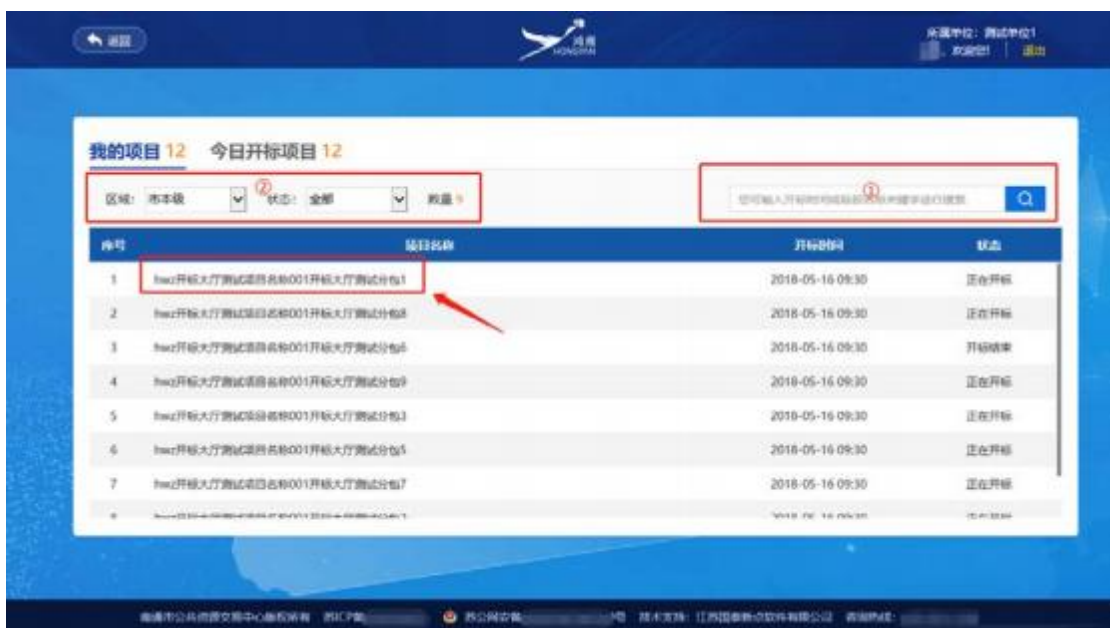 返回
鸿雁
HONGYAN
所属单位：测试单位1
，欢迎您! 退出
我的项目 12 今日开标项目 12
区域： 市本级 ② 状态： 全部 数量 9
①
序号 项目名称 开标时间 状态
1 hwz开标大厅测试项目名称001开标大厅测试分包1 2018-05-16 09:30 正在开标
2 hwz开标大厅测试项目名称001开标大厅测试分包8 2018-05-16 09:30 正在开标
3 hwz开标大厅测试项目名称001开标大厅测试分包6 2018-05-16 09:30 开标结束
4 hwz开标大厅测试项目名称001开标大厅测试分包9 2018-05-16 09:30 正在开标
5 hwz开标大厅测试项目名称001开标大厅测试分包3 2018-05-16 09:30 正在开标
6 hwz开标大厅测试项目名称001开标大厅测试分包5 2018-05-16 09:30 正在开标
7 hwz开标大厅测试项目名称001开标大厅测试分包7 2018-05-16 09:30 正在开标
南通市公共资源交易中心版权所有 苏ICP备 苏公网安备 号 技术支持：江苏国泰新点软件有限公司 咨询热线：